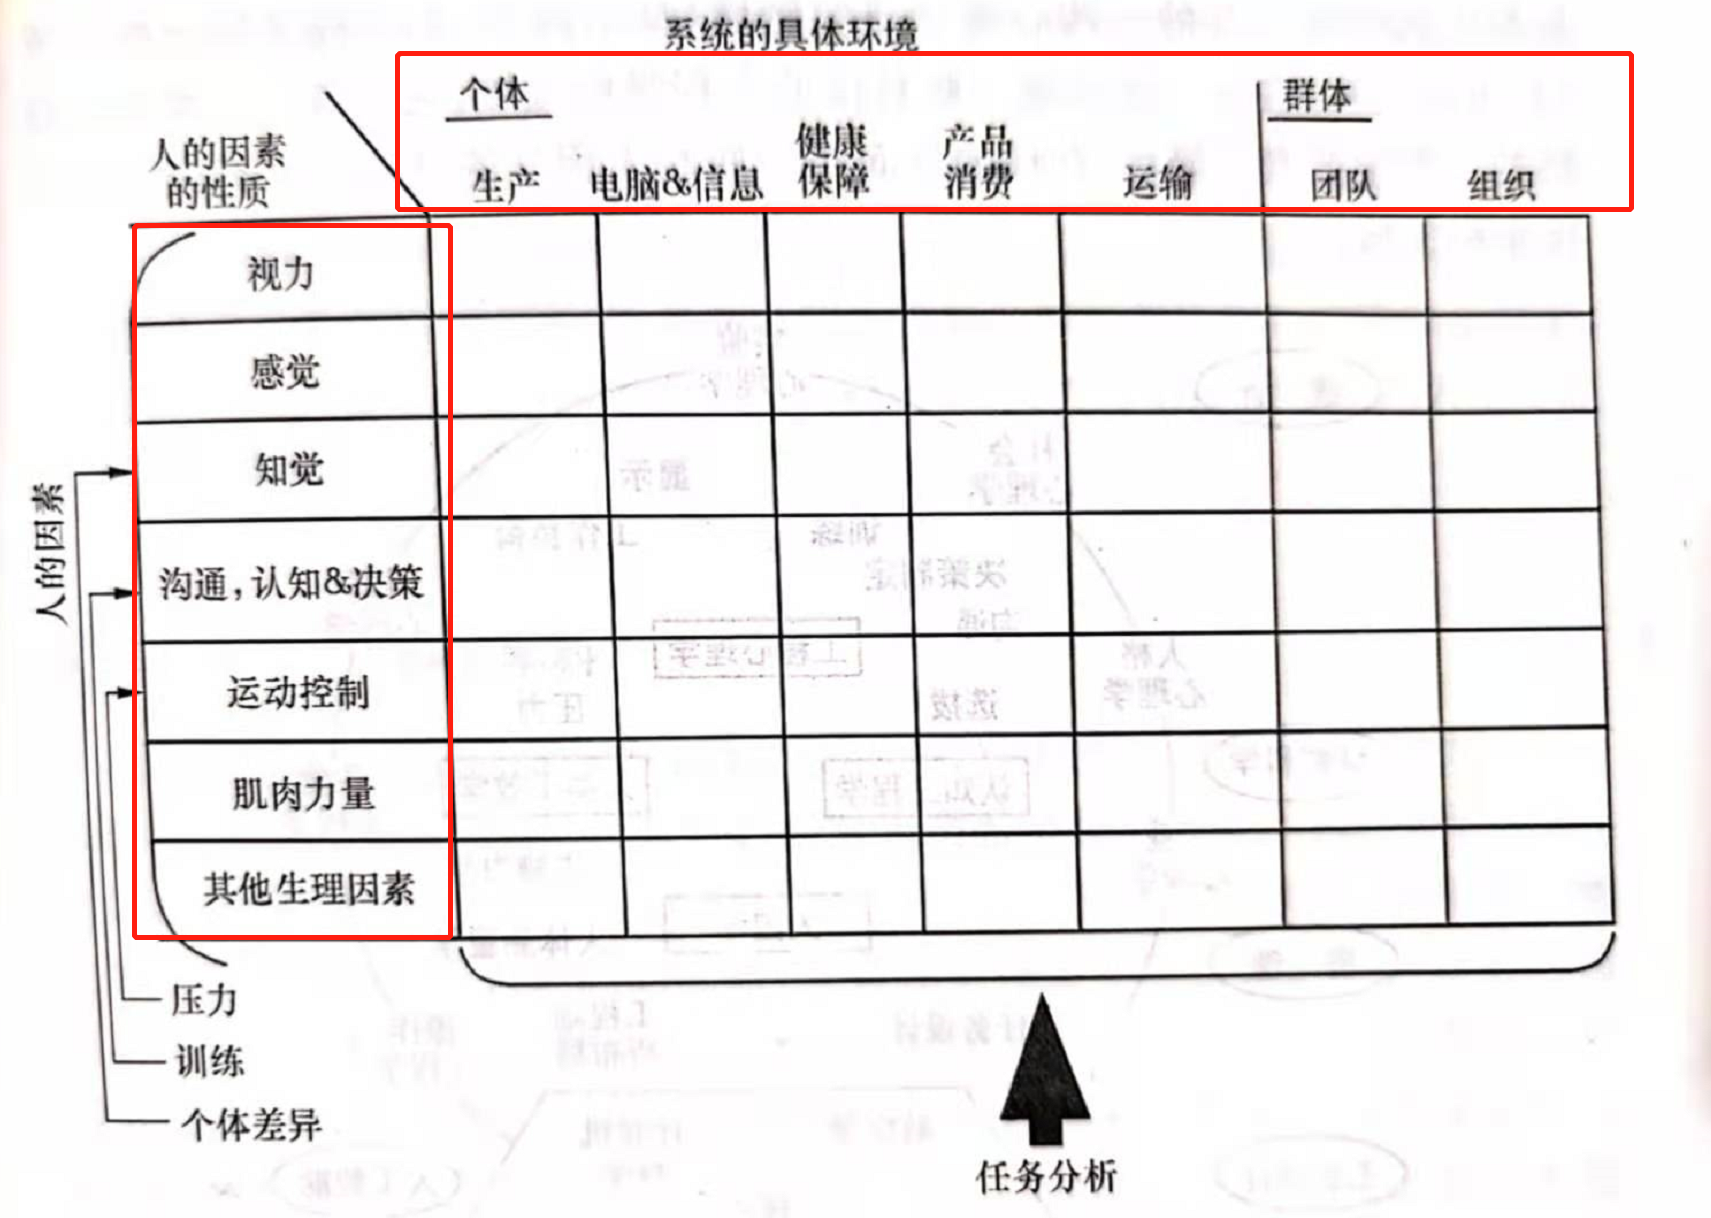 系统的具体环境
个体
群体
人的因素
的性质
生产
电脑&信息
健康
保障
产品
消费
运输
团队
组织
视力
感觉
知觉
沟通,认知&决策
运动控制
肌肉力量
其他生理因素
人的因素
压力
训练
个体差异
任务分析